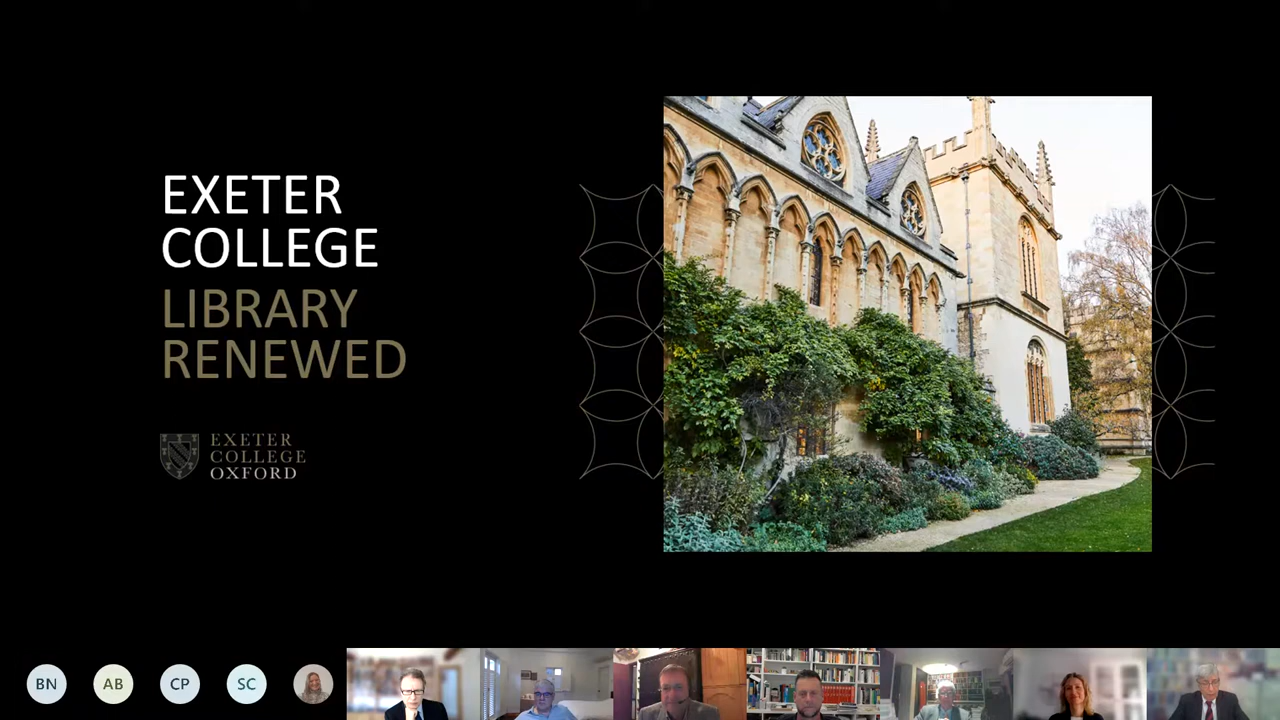 EXETER
COLLEGE
LIBRARY
RENEWED
EXETER
COLLEGE
OXFORD
BN
AB
CP
SC